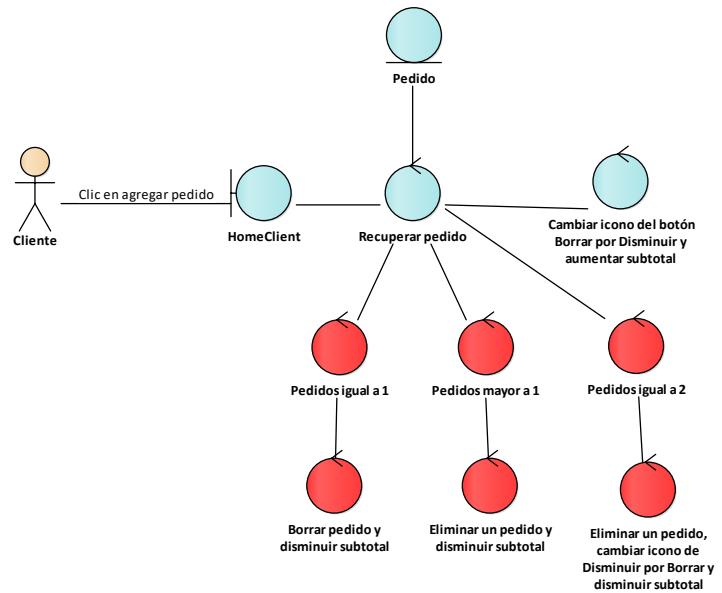 Pedido
Clic en agregar pedido
Cliente
HomeClient
Recuperar pedido
Cambiar icono del botón
Borrar por Disminuir y
aumentar subtotal
Pedidos igual a 1
Pedidos mayor a 1
Pedidos igual a 2
Borrar pedido y
disminuir subtotal
Eliminar un pedido y
disminuir subtotal
Eliminar un pedido,
cambiar icono de
Disminuir por Borrar y
disminuir subtotal